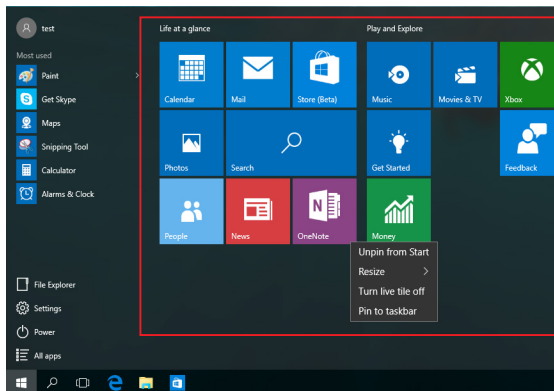 test
Most used
Paint
Get Skype
Maps
Snipping Tool
Calculator
Alarms & Clock
File Explorer
Settings
Power
All apps
Life at a glance
Calendar
Mail
Store (Beta)
Photos
Search
People
News
OneNote
Play and Explore
Music
Movies & TV
Xbox
Get Started
Feedback
Money
Unpin from Start
Resize
Turn live tile off
Pin to taskbar